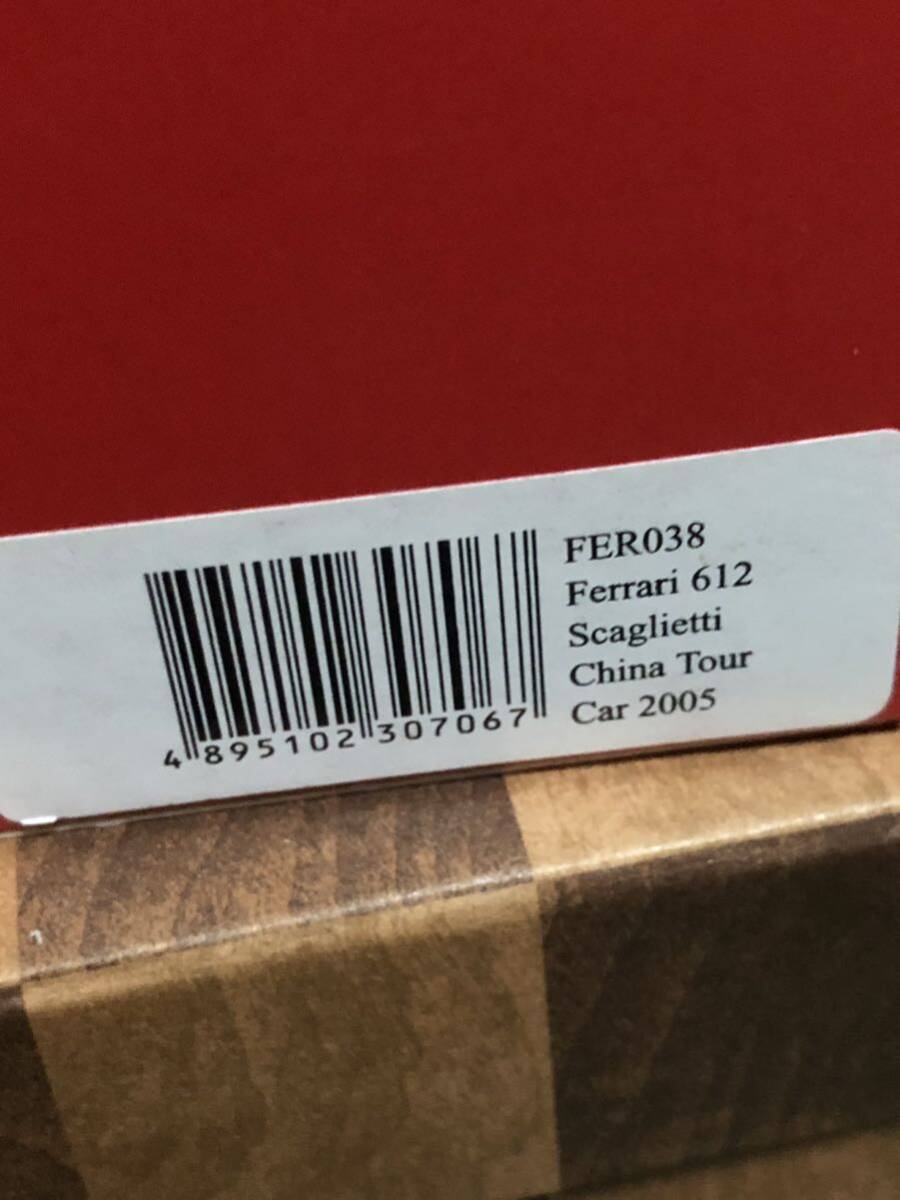 FER038
Ferrari 612
Scaglietti
China Tour
Car 2005
4 895102 307067